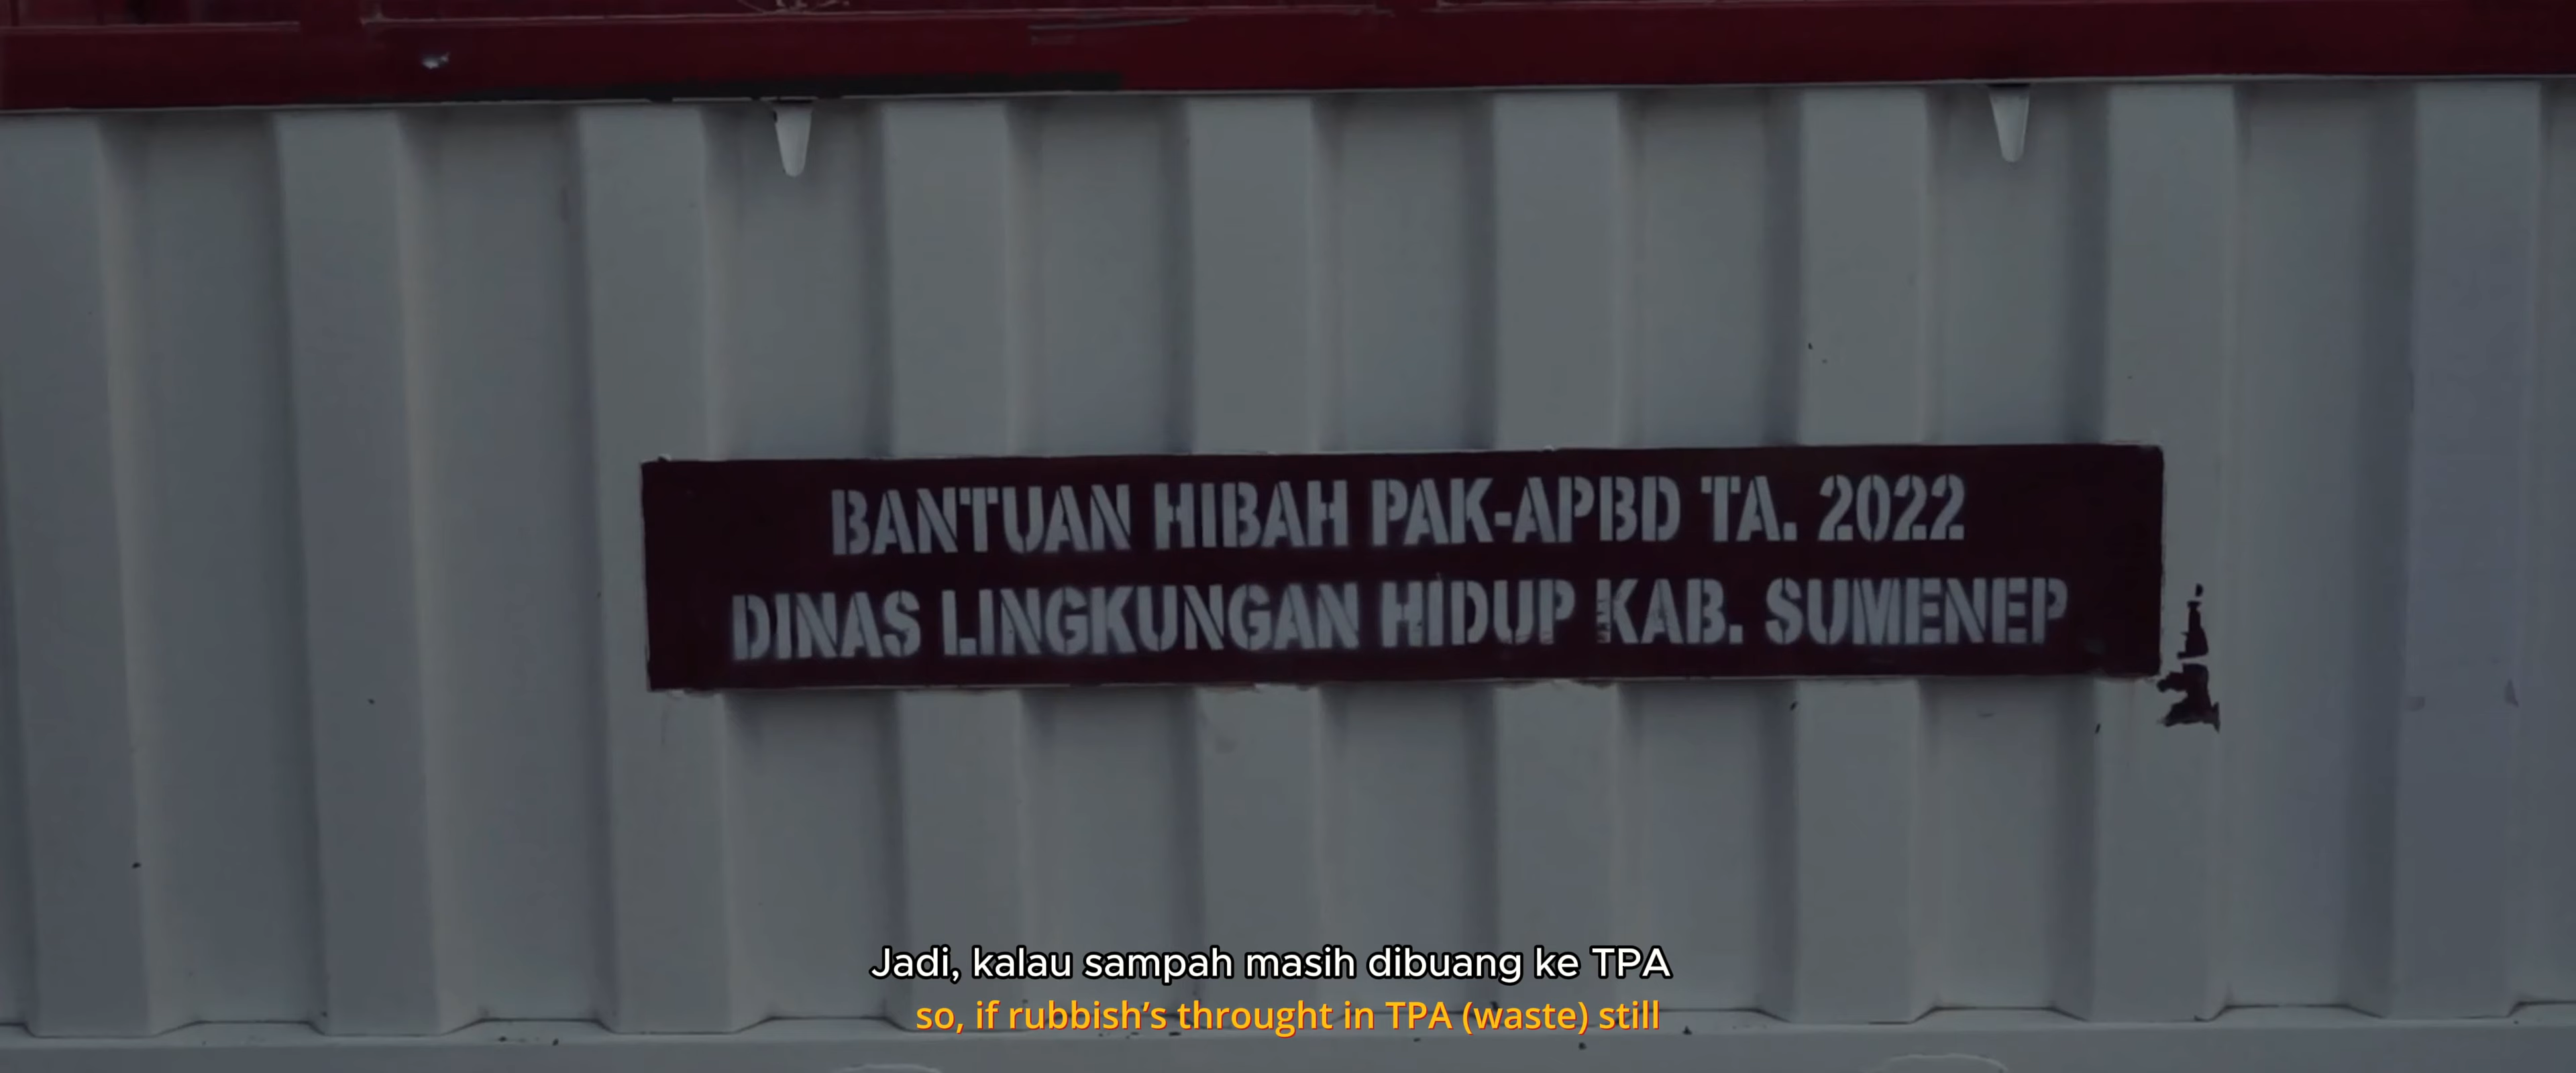 BANTUAN HIBAH PAK-APBD TA. 2022
DINAS LINGKUNGAN HIDUP KAB. SUMENEP
Jadi, kalau sampah masih dibuang ke TPA
so, if rubbish's throught in TPA (waste) still